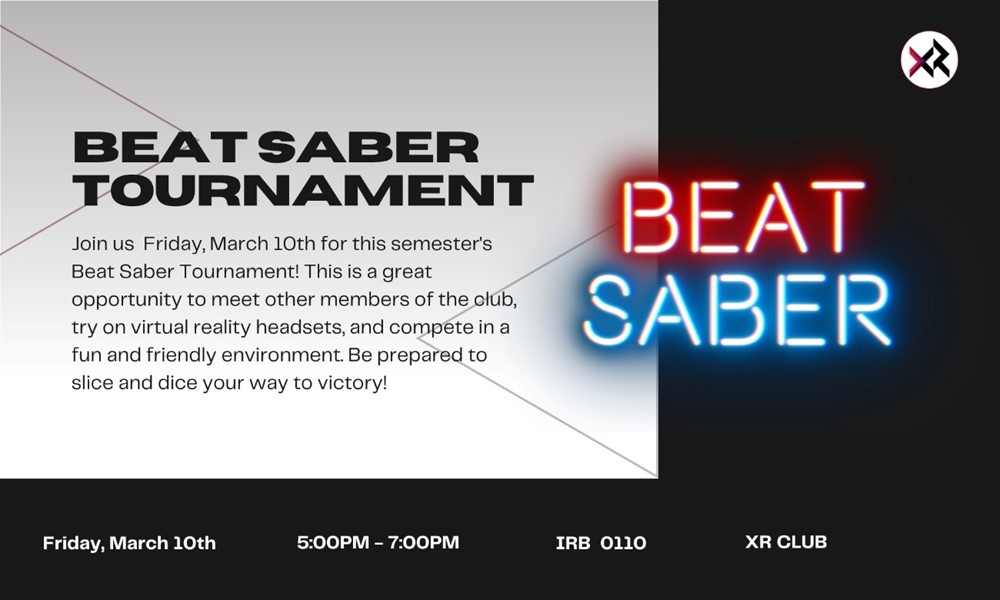 XR
BEAT SABER
TOURNAMENT
Join us  Friday, March 10th for this semester's
Beat Saber Tournament! This is a great
opportunity to meet other members of the club,
try on virtual reality headsets, and compete in a
fun and friendly environment. Be prepared to
slice and dice your way to victory!
BEAT
SABER
Friday, March 10th
5:00PM - 7:00PM
IRB  0110
XR CLUB